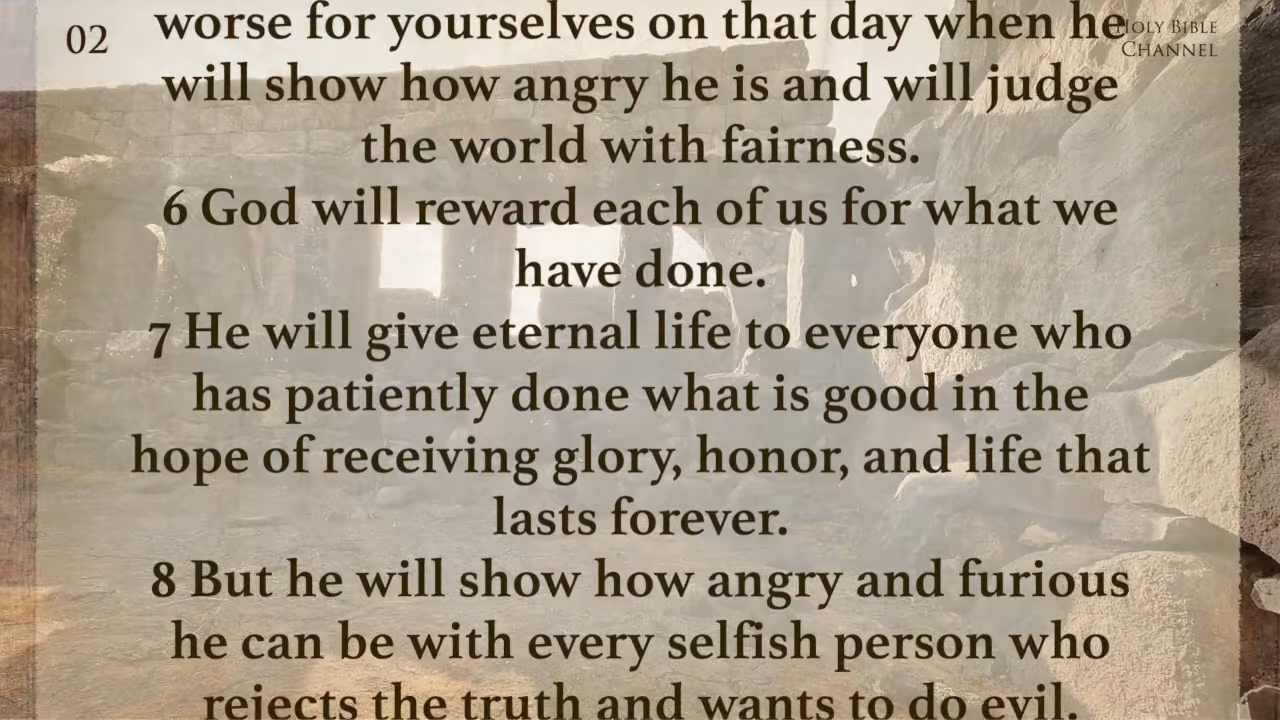 02
HOLY BIBLE
CHANNEL
worse for yourselves on that day when he
will show how angry he is and will judge
the world with fairness.
6 God will reward each of us for what we
have done.
7 He will give eternal life to everyone who
has patiently done what is good in the
hope of receiving glory, honor, and life that
lasts forever.
8 But he will show how angry and furious
he can be with every selfish person who
rejects the truth and wants to do evil.